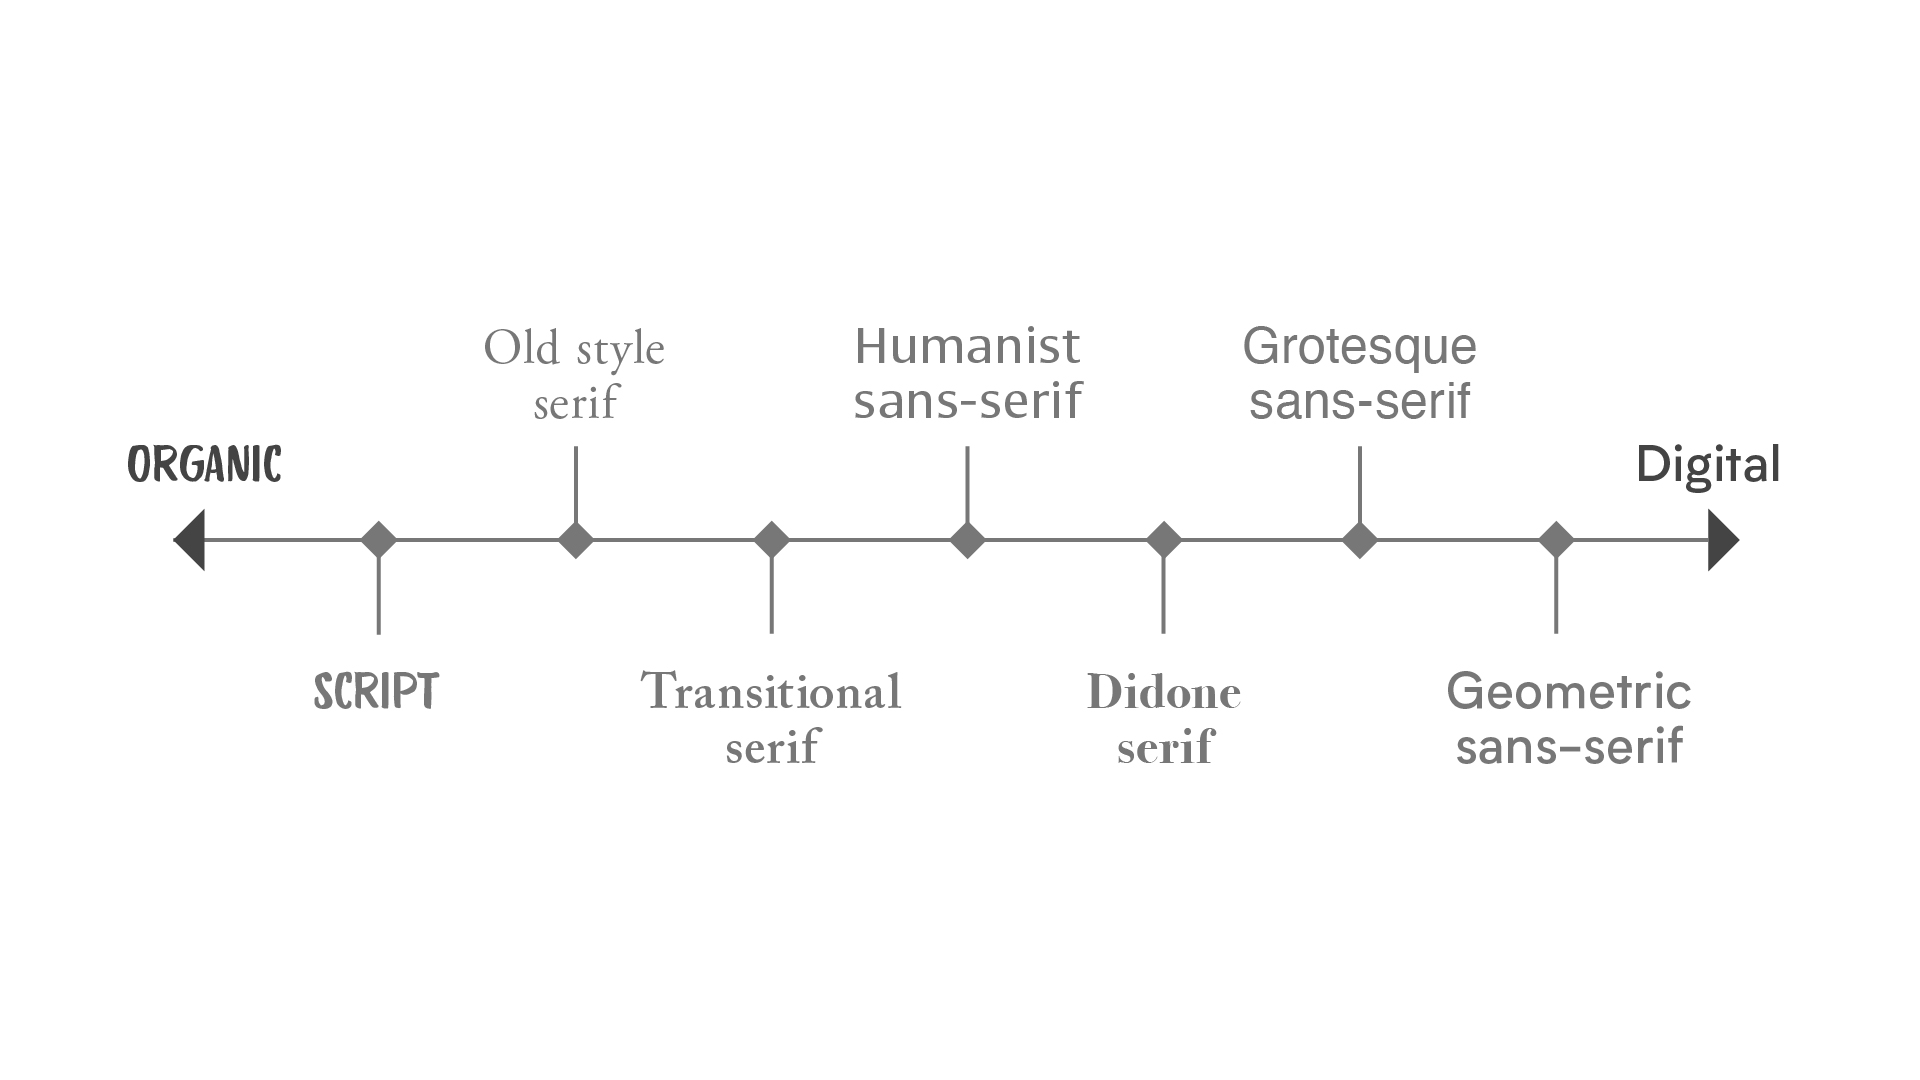 Old style
serif
Humanist
sans-serif
Grotesque
sans-serif
ORGANIC
Digital
SCRIPT
Transitional
serif
Didone
serif
Geometric
sans-serif